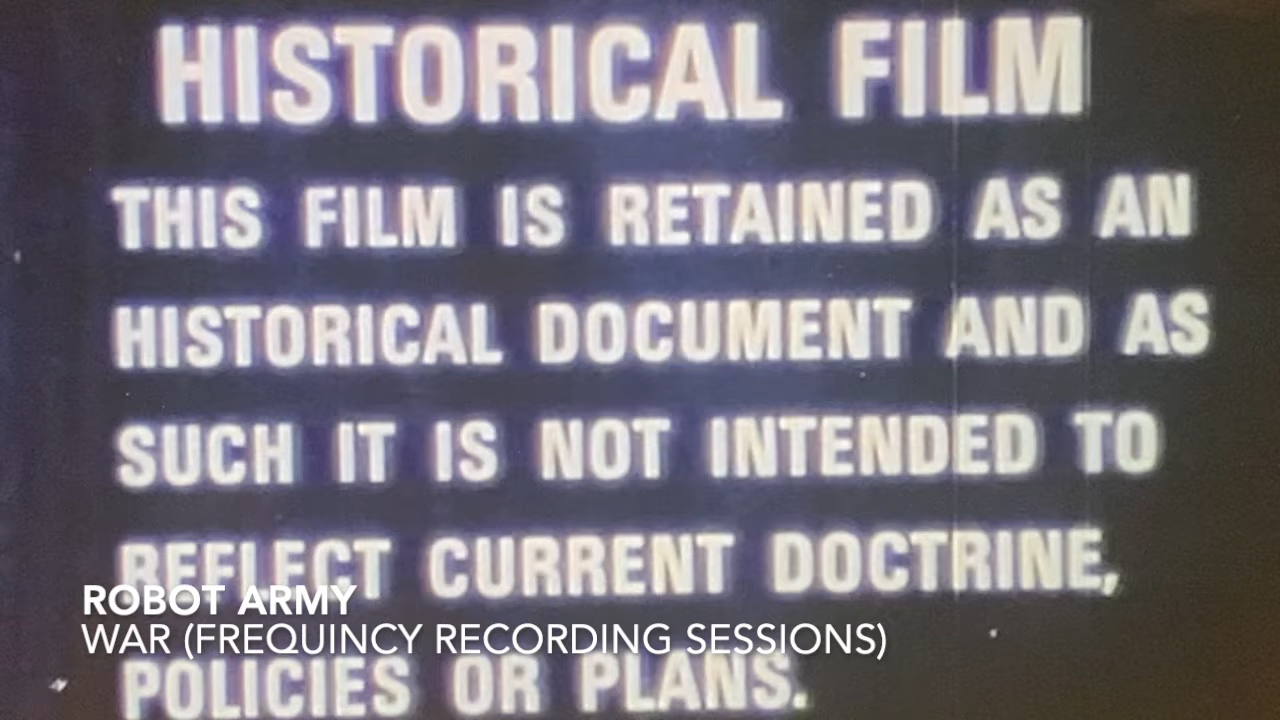 HISTORICAL FILM
THIS FILM IS RETAINED AS AN
HISTORICAL DOCUMENT AND AS
SUCH IT IS NOT INTENDED TO
REFLECT CURRENT DOCTRINE,
ROBOT ARMY
WAR (FREQUINCY RECORDING SESSIONS)
POLICIES OR PLANS.